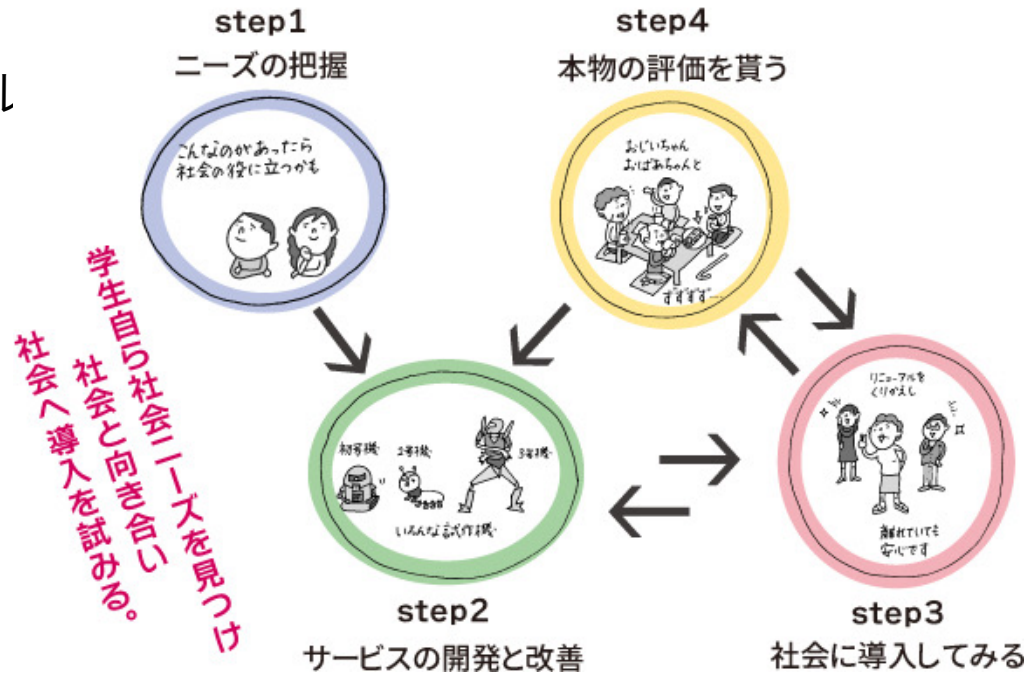 step1
ニーズの把握
こんなのがあったら
社会の役に立つかも
step4
本物の評価を貰う
おじいちゃん
おばあちゃんと
ずずずず…
学生自ら社会ニーズを見つけ
社会と向き合い
社会へ導入を試みる。
初号機
2号機
3号機
いろんな試作機
step2
サービスの開発と改善
リニューアルを
くりかえし
離れていても
安心です
step3
社会に導入してみる